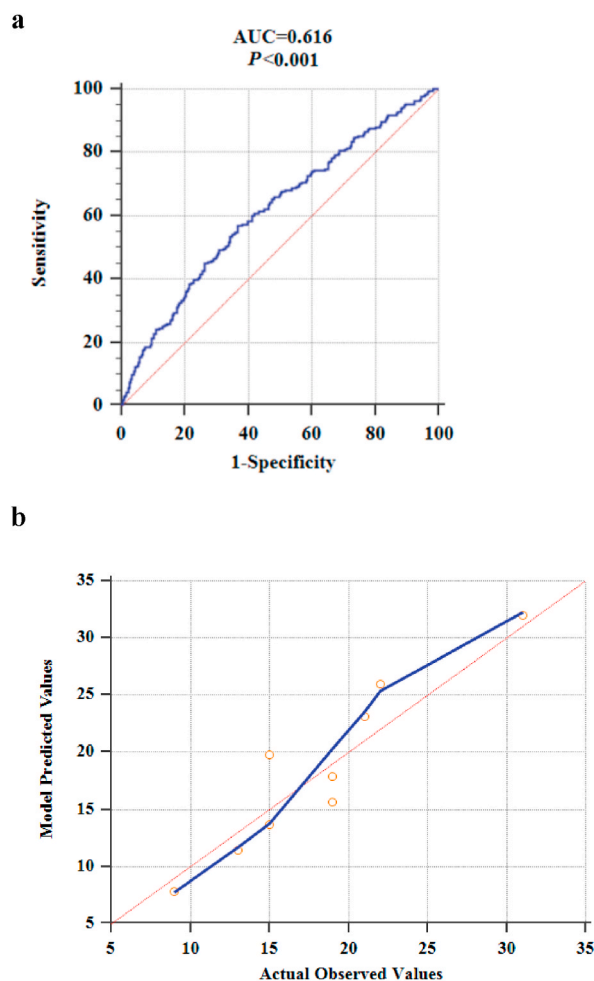 a
AUC=0.616
P<0.001
100
80
60
40
20
0
Sensitivity
0 20 40 60 80 100
1-Specificity
b
35
30
25
20
15
10
5
Model Predicted Values
5 10 15 20 25 30 35
Actual Observed Values